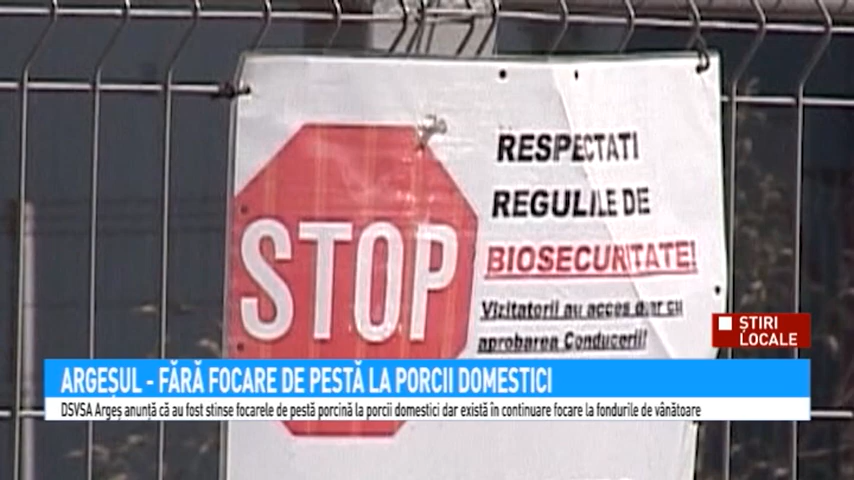 STOP
RESPECTATI
REGULILE DE
BIOSECURITATE!
Vizitatorii au acces doar cu
aprobarea Conducerii!
ȘTIRI
LOCALE
ARGEȘUL - FĂRĂ FOCARE DE PESTĂ LA PORCII DOMESTICI
DSVSA Argeș anunță că au fost stinse focarele de pestă porcină la porcii domestici dar există în continuare focare la fondurile de vânătoare